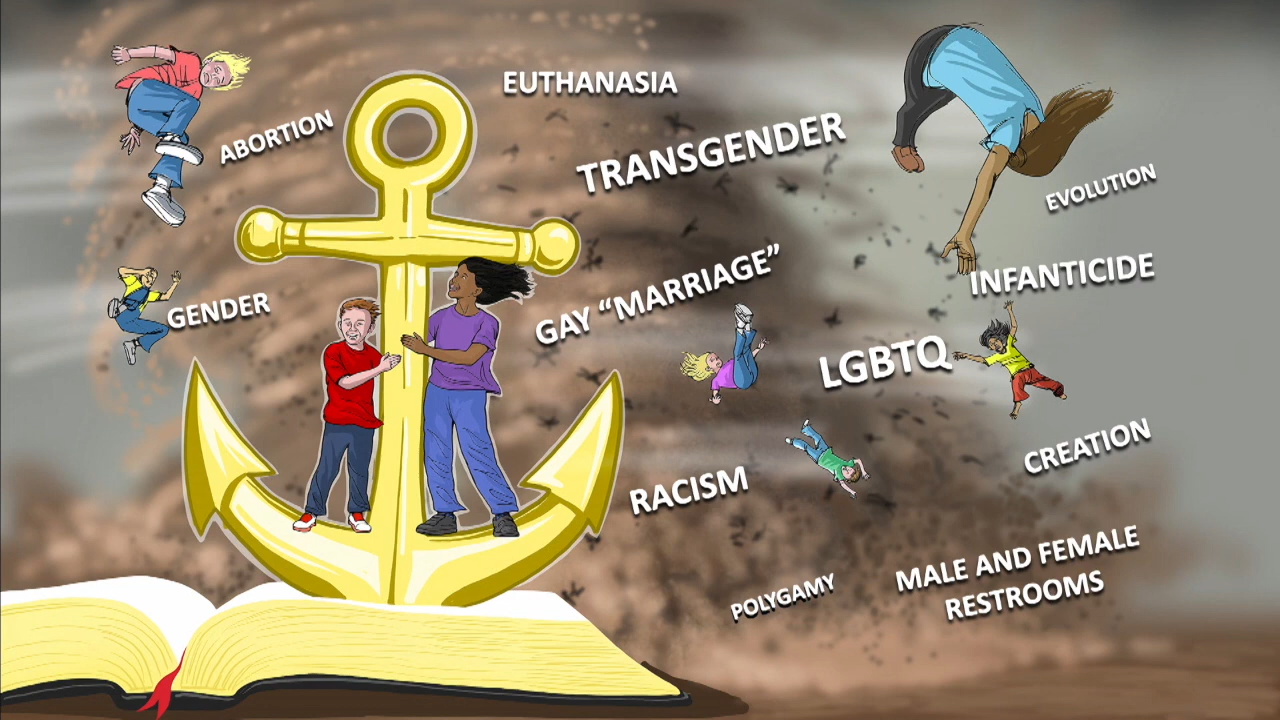 EUTHANASIA
ABORTION
TRANSGENDER
EVOLUTION
GENDER
GAY “MARRIAGE”
INFANTICIDE
LGBTQ
RACISM
CREATION
POLYGAMY
MALE AND FEMALE
RESTROOMS